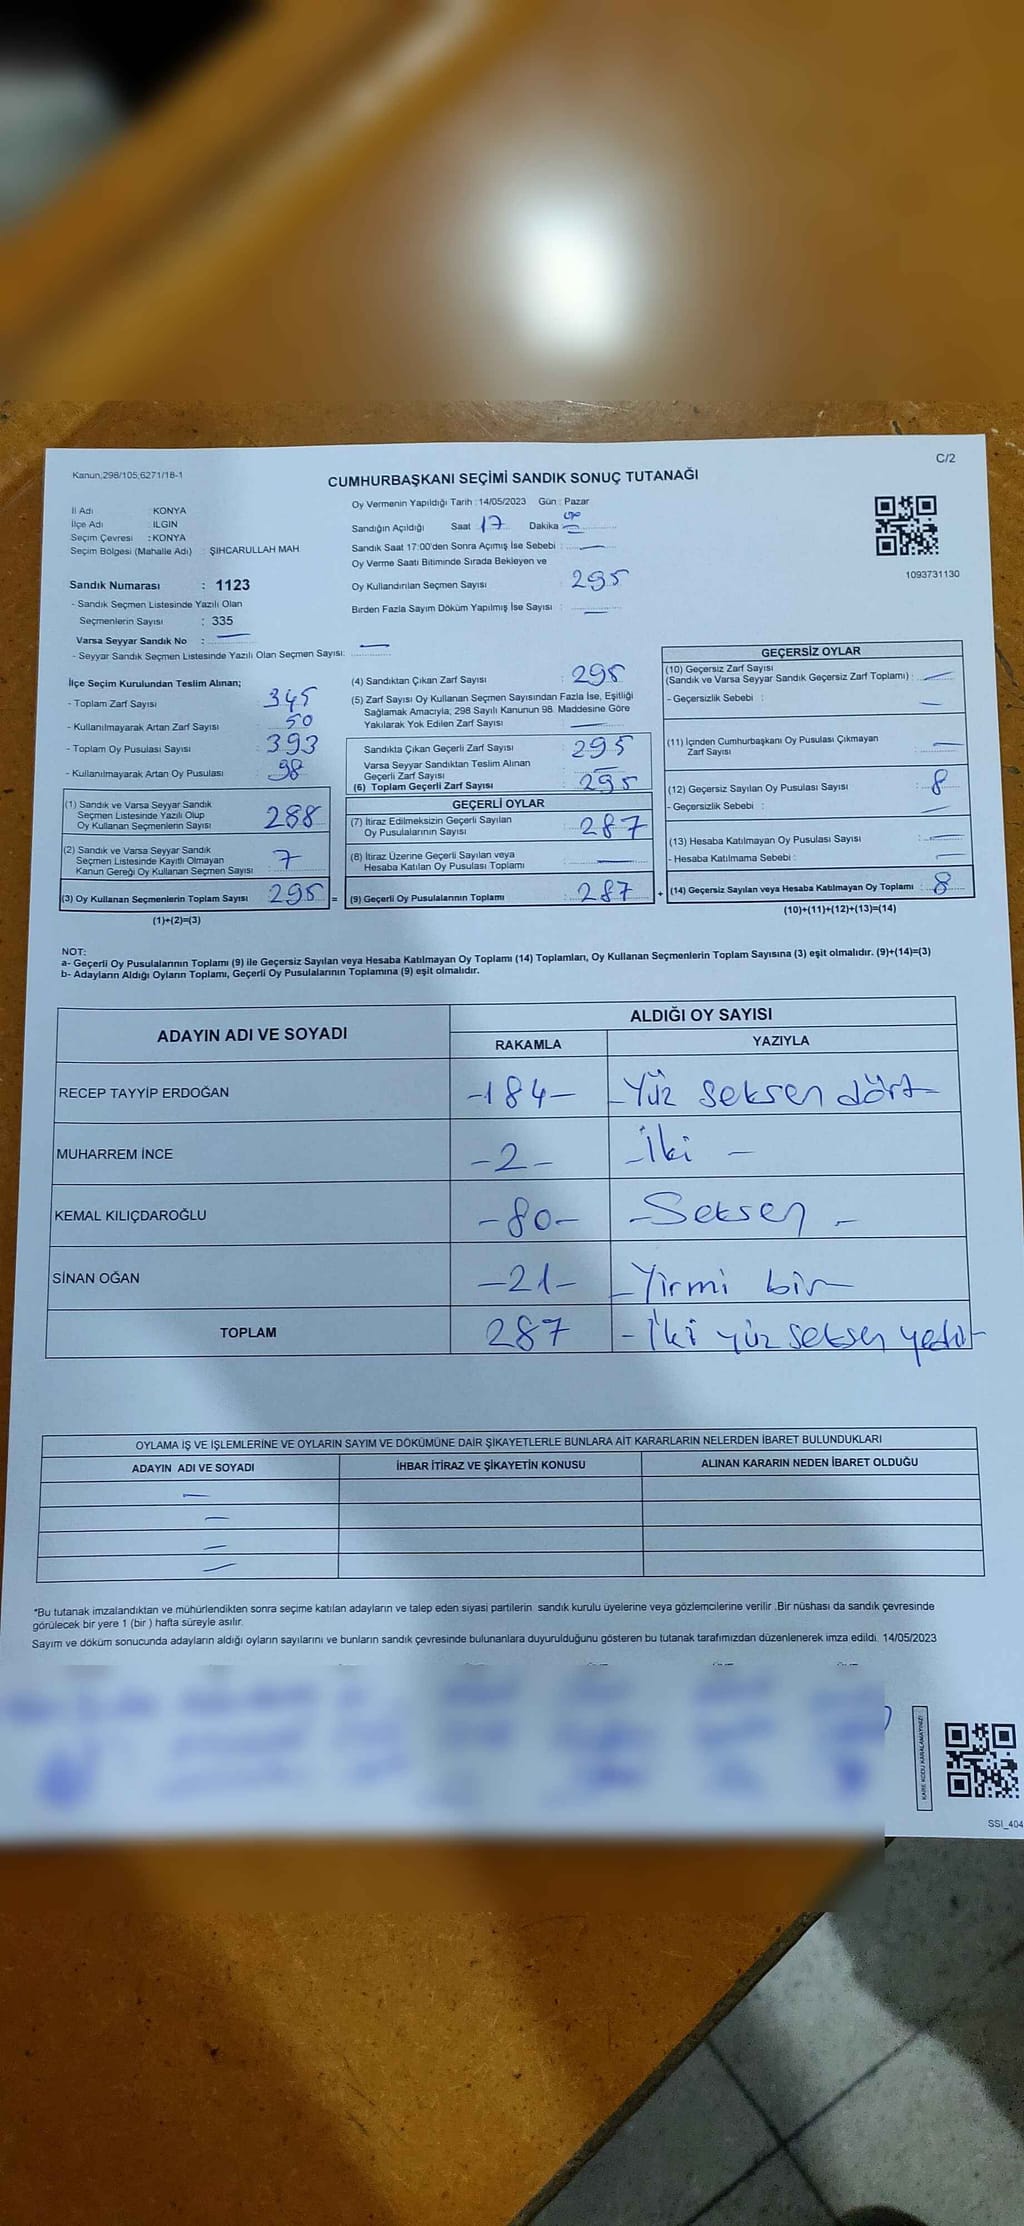 Kanun;298/105,6271/18-1
C/2
CUMHURBAŞKANI SEÇİMİ SANDIK SONUÇ TUTANAĞI
İl Adı : KONYA
İlçe Adı : ILGIN
Seçim Çevresi : KONYA
Seçim Bölgesi (Mahalle Adı) : ŞIHCARULLAH MAH
Oy Vermenin Yapıldığı Tarih : 14/05/2023 Gün : Pazar
Sandığın Açıldığı Saat 17 Dakika
Sandık Saat 17:00'den Sonra Açımış İse Sebebi :
Oy Verme Saati Bitiminde Sırada Bekleyen ve
Oy Kullandırılan Seçmen Sayısı 295
Birden Fazla Sayım Döküm Yapılmış İse Sayısı :
1093731130
Sandık Numarası : 1123
- Sandık Seçmen Listesinde Yazılı Olan
Seçmenlerin Sayısı : 335
Varsa Seyyar Sandık No :
- Seyyar Sandık Seçmen Listesinde Yazılı Olan Seçmen Sayısı:
İlçe Seçim Kurulundan Teslim Alınan;
- Toplam Zarf Sayısı 345
- Kullanılmayarak Artan Zarf Sayısı : 50
- Toplam Oy Pusulası Sayısı : 393
- Kullanılmayarak Artan Oy Pusulası : 98
(1) Sandık ve Varsa Seyyar Sandık
Seçmen Listesinde Yazılı Olup
Oy Kullanan Seçmenlerin Sayısı 288
(2) Sandık ve Varsa Seyyar Sandık
Seçmen Listesinde Kayıtlı Olmayan
Kanun Gereği Oy Kullanan Seçmen Sayısı : 7
(3) Oy Kullanan Seçmenlerin Toplam Sayısı 295 =
(1)+(2)=(3)
(4) Sandıktan Çıkan Zarf Sayısı : 295
(5) Zarf Sayısı Oy Kullanan Seçmen Sayısından Fazla İse, Eşitliği
Sağlamak Amacıyla, 298 Sayılı Kanunun 98. Maddesine Göre
Yakılarak Yok Edilen Zarf Sayısı :
Sandıkta Çıkan Geçerli Zarf Sayısı : 295
Varsa Seyyar Sandıktan Teslim Alınan
Geçerli Zarf Sayısı
(6) Toplam Geçerli Zarf Sayısı : 295
GEÇERLİ OYLAR
(7) İtiraz Edilmeksizin Geçerli Sayılan
Oy Pusulalarının Sayısı : 287
(8) İtiraz Üzerine Geçerli Sayılan veya
Hesaba Katılan Oy Pusulası Toplamı :
(9) Geçerli Oy Pusulalarının Toplamı : 287 +
GEÇERSİZ OYLAR
(10) Geçersiz Zarf Sayısı
(Sandık ve Varsa Seyyar Sandık Geçersiz Zarf Toplamı) :
- Geçersizlik Sebebi :
(11) İçinden Cumhurbaşkanı Oy Pusulası Çıkmayan
Zarf Sayısı
(12) Geçersiz Sayılan Oy Pusulası Sayısı : 8
- Geçersizlik Sebebi :
(13) Hesaba Katılmayan Oy Pusulası Sayısı :
- Hesaba Katılmama Sebebi :
(14) Geçersiz Sayılan veya Hesaba Katılmayan Oy Toplamı : 8
(10)+(11)+(12)+(13)=(14)
NOT:
a- Geçerli Oy Pusulalarının Toplamı (9) ile Geçersiz Sayılan veya Hesaba Katılmayan Oy Toplamı (14) Toplamları, Oy Kullanan Seçmenlerin Toplam Sayısına (3) eşit olmalıdır. (9)+(14)=(3)
b- Adayların Aldığı Oyların Toplamı, Geçerli Oy Pusulalarının Toplamına (9) eşit olmalıdır.
ADAYIN ADI VE SOYADI
ALDIĞI OY SAYISI
RAKAMLA YAZIYLA
RECEP TAYYİP ERDOĞAN -184- -Yüz seksen dört-
MUHARREM İNCE -2- -İki -
KEMAL KILIÇDAROĞLU -80- -Seksen -
SİNAN OĞAN -21- -Yirmi bir-
TOPLAM 287 -İki yüz seksen yedi-
OYLAMA İŞ VE İŞLEMLERİNE VE OYLARIN SAYIM VE DÖKÜMÜNE DAİR ŞİKAYETLERLE BUNLARA AİT KARARLARIN NELERDEN İBARET BULUNDUKLARI
ADAYIN ADI VE SOYADI İHBAR İTİRAZ VE ŞİKAYETİN KONUSU ALINAN KARARIN NEDEN İBARET OLDUĞU
*Bu tutanak imzalandıktan ve mühürlendikten sonra seçime katılan adayların ve talep eden siyasi partilerin sandık kurulu üyelerine veya gözlemcilerine verilir .Bir nüshası da sandık çevresinde
görülecek bir yere 1 (bir ) hafta süreyle asılır.
Sayım ve döküm sonucunda adayların aldığı oyların sayılarını ve bunların sandık çevresinde bulunanlara duyurulduğunu gösteren bu tutanak tarafımızdan düzenlenerek imza edildi. 14/05/2023
KARE KODU KARALAMAYINIZ!
SSI_404